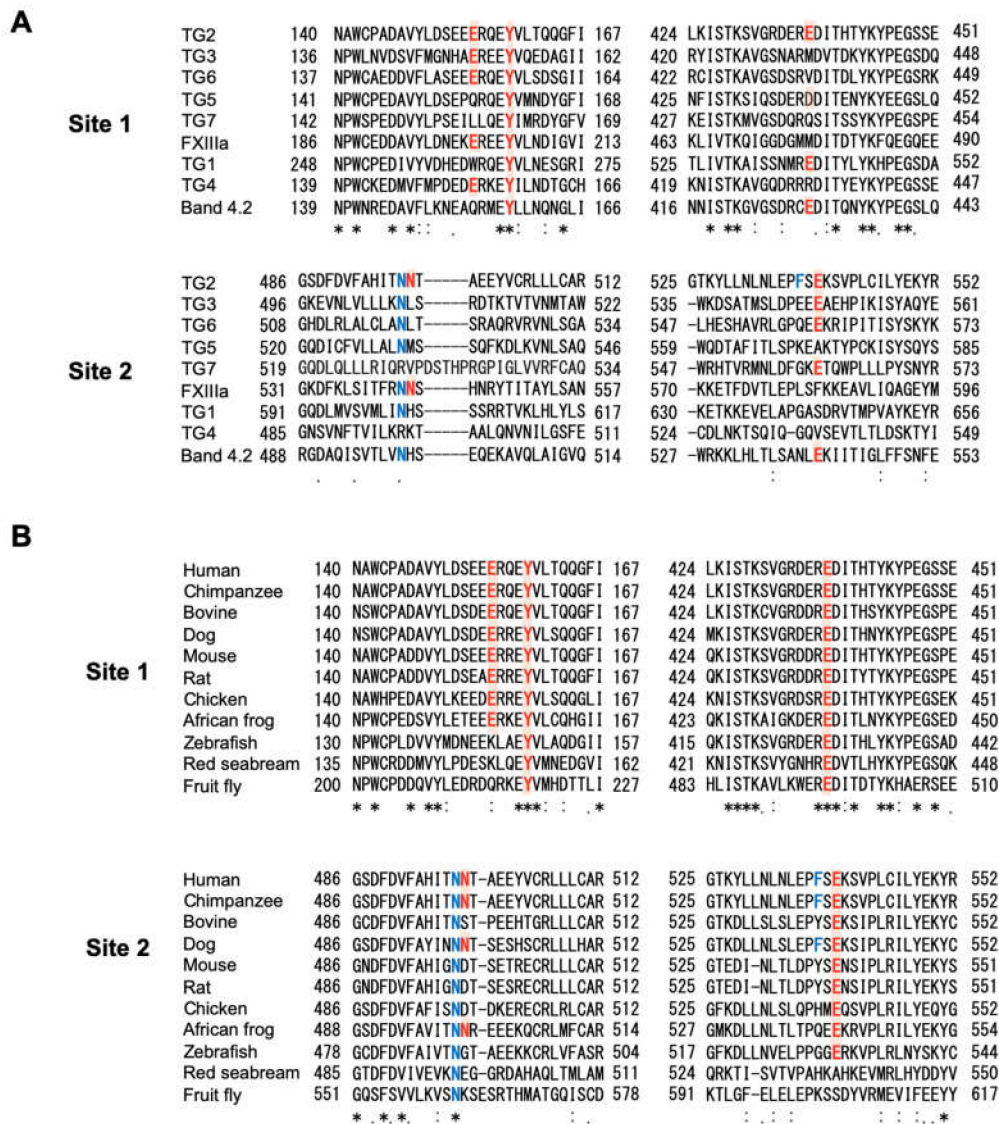 A
Site 1
TG2 140 NAWCPADAVYLDSEEERQEYVLTQQGFI 167 424 LKISTKSVGRDEREDITHTYKYPEGSSE 451
TG3 136 NPWLNVDSVFMGNHAEREEYVQEDAGII 162 420 RYISTKAVGSNARMDVTDKYKYPEGSDQ 448
TG6 137 NPWCAEDDVFLASEEERQEYVLSDSGII 164 422 RCISTKAVGSDSRVDITDLYKYPEGSRK 449
TG5 141 NPWCPEDAVYLDSEPQRQEYVMNDYGFI 168 425 NFISTKSIQSDERDDITENYKYEEGSLQ 452
TG7 142 NPWSPEDDVYLPSEILLQEYIMRDYGFV 169 427 KEISTKMVGSDQRQSITSSYKYPEGSPE 454
FXIIIa 186 NPWCEDDAVYLDNEKEREEYVLNDIGVI 213 463 KLIVTKQIGGDGMMDITDTYKFQEGQEE 490
TG1 248 NPWCPEDIVYVDHEDWRQEYVLNESGRI 275 525 TLIVTKAISSNMREDITYLYKHPEGSDA 552
TG4 139 NPWCKEDMVFMPDEDERKEYILNDTGCH 166 419 KNISTKAVGQDRRRDITYEYKYPEGSSE 447
Band 4.2 139 NPWNREDAVFLKNEAQRMEYLLNQNGLI 166 416 NNISTKGVGSDRCEDITQNYKYPEGSLQ 443
* * * *:: . ** : : * *** : : .: ** ***.
Site 2
TG2 486 GSDFDVFAHITNNT-----AEEYVCRLLLCAR 512 525 GTKYLLNLNLEPFSEKSVPLCILYEKYR 552
TG3 496 GKEVNLVLLLKNLS-----RDTKTVTVNMTAW 522 535 -WKDSATMSLDPEEEAEHPIKISYAQYE 561
TG6 508 GHDLRLALCLANLT-----SRAQRVRVNLSGA 534 547 -LHESHAVRLGPQEEKRIPITISYSKYK 573
TG5 520 GQDICFVLLALNMS-----SQFKDLKVNLSAQ 546 559 -WQDTAFITLSPKEAKTYPCKISYSQYS 585
TG7 519 GQDLQLLLRIQRVPDSTHPRGPIGLVVRFCAQ 534 547 -WRHTVRMNLDFGKETQWPLLLPYSNYR 573
FXIIIa 531 GKDFKLSITFRNNS-----HNRYTITAYLSAN 557 570 -KKETFDVTLEPLSFKKEAVLIQAGEYM 596
TG1 591 GQDLMVSVMLINHS-----SSRRTVKLHLYLS 617 630 -KETKKEVELAPGASDRVTMPVAYKEYR 656
TG4 485 GNSVNFTVILKRKT-----AALQNVNILGSFE 511 524 -CDLNKTSQIQ-GQVSEVTLTLDSKTYI 549
Band 4.2 488 RGDAQISVTLVNHS-----EQEKAVQLAIGVQ 514 527 -WRKKLHLTLSANLEKIITIGLFFSNFE 553
. . . : : :
B
Site 1
Human 140 NAWCPADAVYLDSEEERQEYVLTQQGFI 167 424 LKISTKSVGRDEREDITHTYKYPEGSSE 451
Chimpanzee 140 NAWCPADAVYLDSEEERQEYVLTQQGFI 167 424 LKISTKSVGRDEREDITHTYKYPEGSSE 451
Bovine 140 NSWCPADAVYLDSEEERQEYVLTQQGFI 167 424 LKISTKCVGRDDREDITHSYKYPEGSSE 451
Dog 140 NSWCPADAVYLDSEEERREYVLSQQGFI 167 424 MKISTKSVGRDEREDITHNYKYPEGSPE 451
Mouse 140 NAWCPADDVYLDSEEERREYVLTQQGFI 167 424 QKISTKSVGRDDREDITHTYKYPEGSPE 451
Rat 140 NAWCPADDVYLDSEAERREYVLTQQGFI 167 424 QKISTKSVGRDDREDITHTYKYPEGSPE 451
Chicken 140 NAWHPEDAVYLKEEDERREYVLSQQGLI 167 424 KNISTKSVGRDSREDITHTYKYPEGSEK 451
African frog 140 NPWCPEDSVYLETEEERKEYVLCQHGII 167 423 QKISTKAIGKDEREDITLNYKYPEGSED 450
Zebrafish 130 NPWCPLDVVYMDNEEKLAEYVLAQDGII 157 415 QKISTKSVGRDEREDITHLYKYPEGSAD 442
Red seabream 135 NPWCRDDMVYLPDESKLQEYVMNEDGVI 162 421 KNISTKSVYGNHREDVTLHYKYPEGSQK 448
Fruit fly 200 NPWCPDDQVYLEDRDQRKEYVMHDTTLI 227 483 HLISTKAVLKWEREDITDTYKHAERSEE 510
* * * **: : ***: : . * ****.: ***:* **: * *.
Site 2
Human 486 GSDFDVFAHITNNT-AEEYVCRLLLCAR 512 525 GTKYLLNLNLEPFSEKSVPLCILYEKYR 552
Chimpanzee 486 GSDFDVFAHITNNT-AEEYVCRLLLCAR 512 525 GTKYLLNLNLEPFSEKSVPLCILYEKYR 552
Bovine 486 GCDFDVFAHITNST-PEEHTGRLLLCAR 512 525 GTKDLLSLSLEPYSEKSIPLRILYEKYC 552
Dog 486 GSDFDVFAYINNNT-SESHSCRLLLHAR 512 525 GTKDLLNLSLEPFSEKSIPLRILYEKYC 552
Mouse 486 GNDFDVFAHIGNDT-SETRECRLLLCAR 512 525 GTEDI-NLTLDPYSENSIPLRILYEKYS 551
Rat 486 GNDFDVFAHIGNDT-SESRECRLLLCAR 512 525 GTEDI-NLTLDPYSENSIPLRILYEKYS 551
Chicken 486 GSDFDVFAFISNDT-DKERECRLRLCAR 512 525 GFKDLLNLSLQPHMEQSVPLRILYEQYG 552
African frog 488 GSDFDVFAVITNNR-EEEKQCRLMFCAR 514 527 GMKDLLNLTLTPQEEKRVPLRILYEKYG 554
Zebrafish 478 GCDFDVFAIVTNGT-AEEKKCRLVFASR 504 517 GFKDLLNVELPPGGERKVPLRLNYSKYC 544
Red seabream 485 GTDFDVIVEVKNEG-GRDAHAQLTMLAM 511 524 QRKTI-SVTVPAHKAHKEVMRLHYDDYV 550
Fruit fly 551 GQSFSVVLKVSNKSESRTHMATGQISCD 578 591 KTLGF-ELELEPKSSDYVRMEVIFEEYY 617
* .*.* . * : . .: : . : : .. *